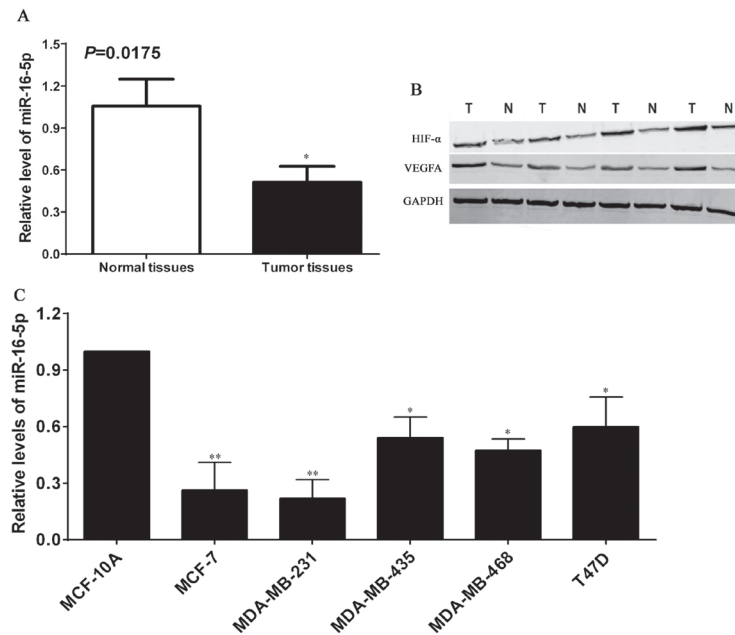 A
P=0.0175
Relative level of miR-16-5p
1.5
1.2
0.9
0.6
0.3
0.0
*
Normal tissues
Tumor tissues
B
T N T N T N T N
HIF-α
VEGFA
GAPDH
C
Relative levels of miR-16-5p
1.2
0.9
0.6
0.3
0.0
**
**
*
*
*
MCF-10A
MCF-7
MDA-MB-231
MDA-MB-435
MDA-MB-468
T47D